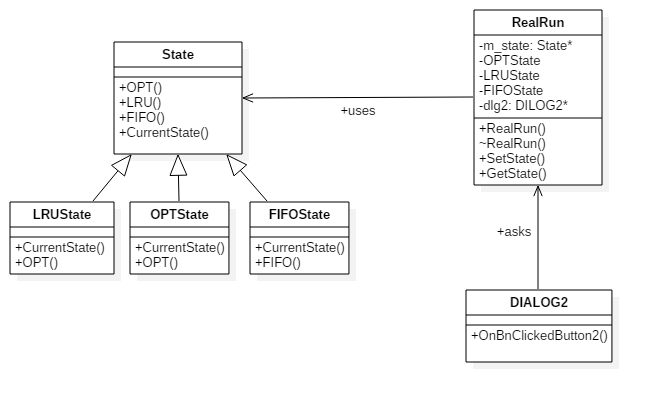 State
+OPT()
+LRU()
+FIFO()
+CurrentState()
RealRun
-m_state: State*
-OPTState
-LRUState
-FIFOState
-dlg2: DILOG2*
+RealRun()
~RealRun()
+SetState()
+GetState()
+uses
LRUState
+CurrentState()
+OPT()
OPTState
+CurrentState()
+OPT()
FIFOState
+CurrentState()
+FIFO()
+asks
DIALOG2
+OnBnClickedButton2()